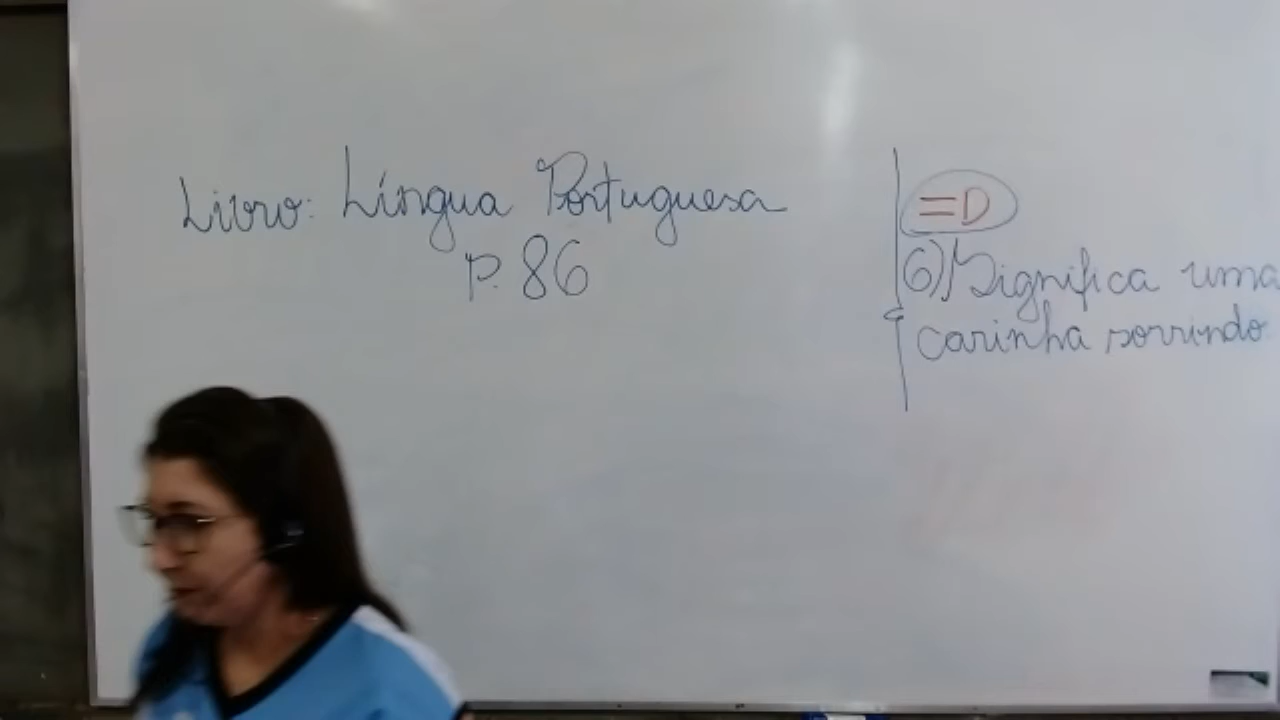 Livro: Língua Portuguesa
p. 86
=D
6) Significa uma
carinha sorrindo.